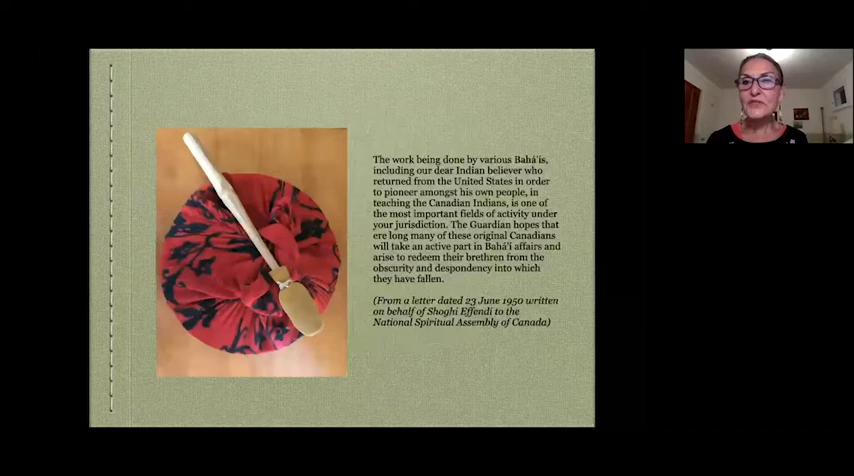 The work being done by various Bahá'ís,
including our dear Indian believer who
returned from the United States in order
to pioneer amongst his own people, in
teaching the Canadian Indians, is one of
the most important fields of activity under
your jurisdiction. The Guardian hopes that
ere long many of these original Canadians
will take an active part in Bahá'í affairs and
arise to redeem their brethren from the
obscurity and despondency into which
they have fallen.
(From a letter dated 23 June 1950 written
on behalf of Shoghi Effendi to the
National Spiritual Assembly of Canada)